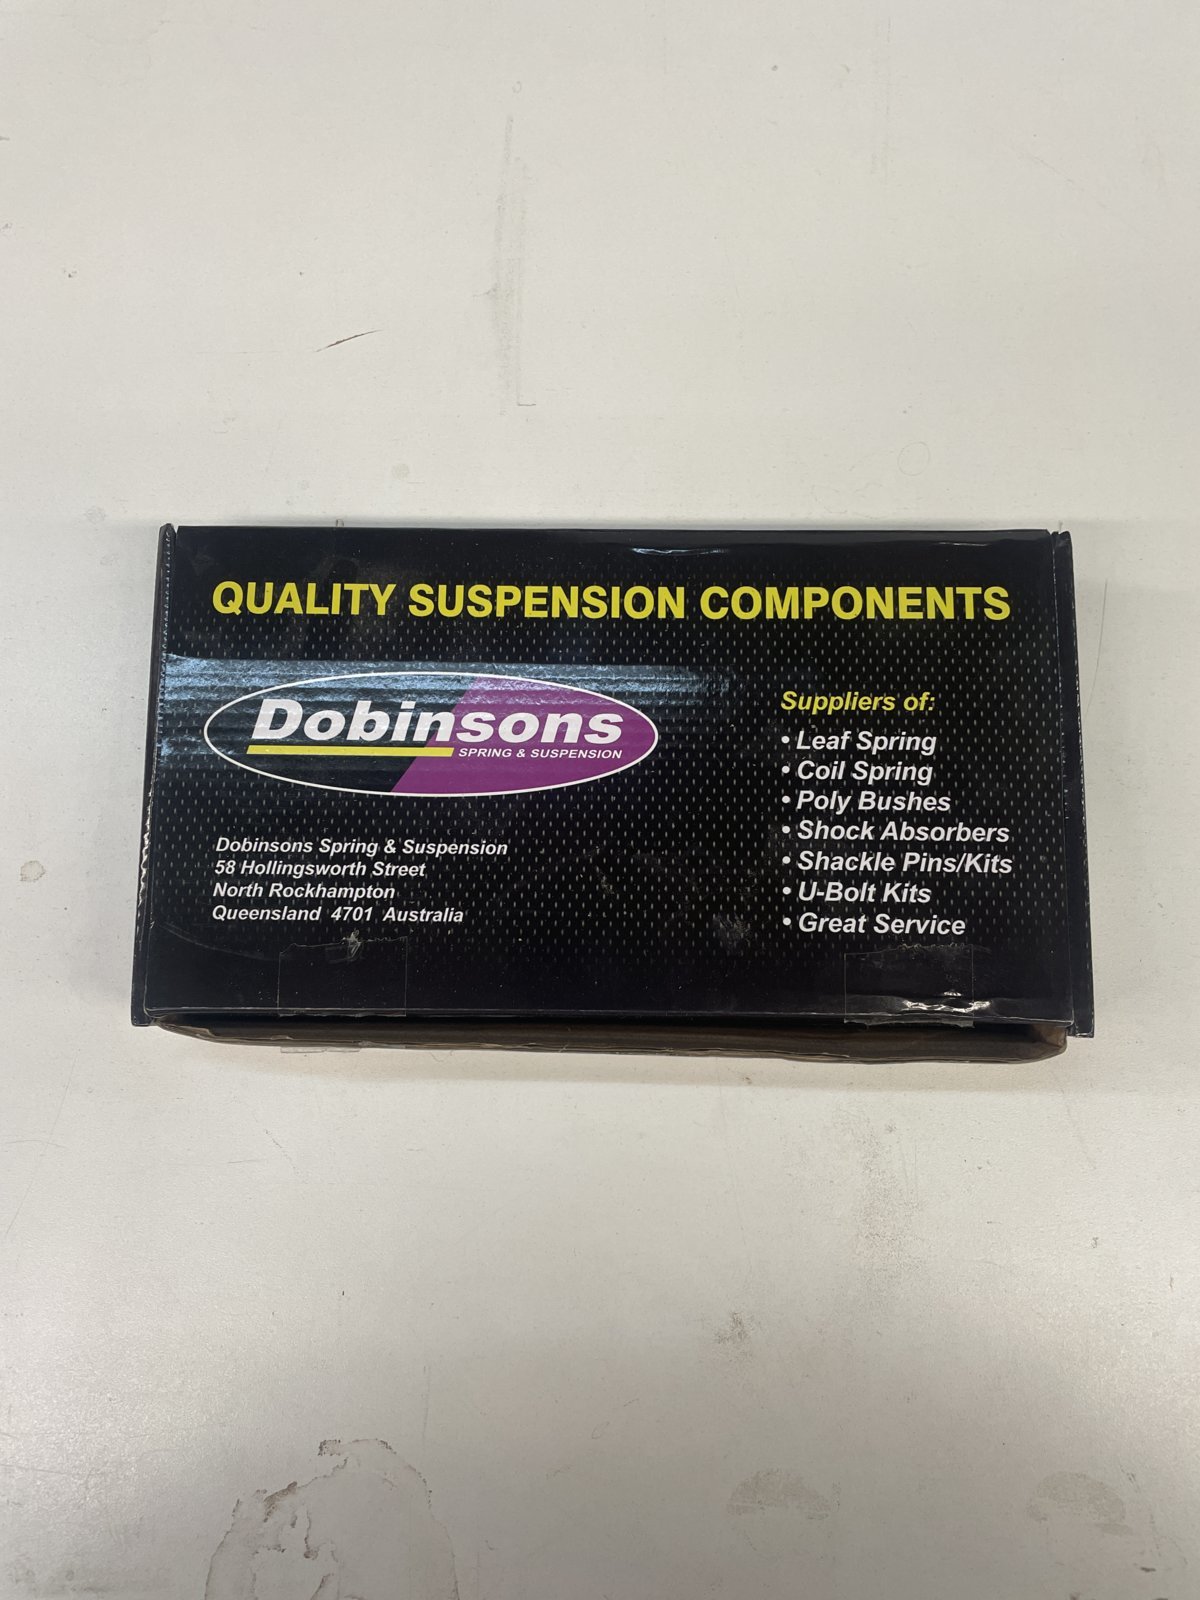 QUALITY SUSPENSION COMPONENTS
Dobinsons
SPRING & SUSPENSION
Dobinsons Spring & Suspension
58 Hollingsworth Street
North Rockhampton
Queensland 4701 Australia
Suppliers of:
• Leaf Spring
• Coil Spring
• Poly Bushes
• Shock Absorbers
• Shackle Pins/Kits
• U-Bolt Kits
• Great Service